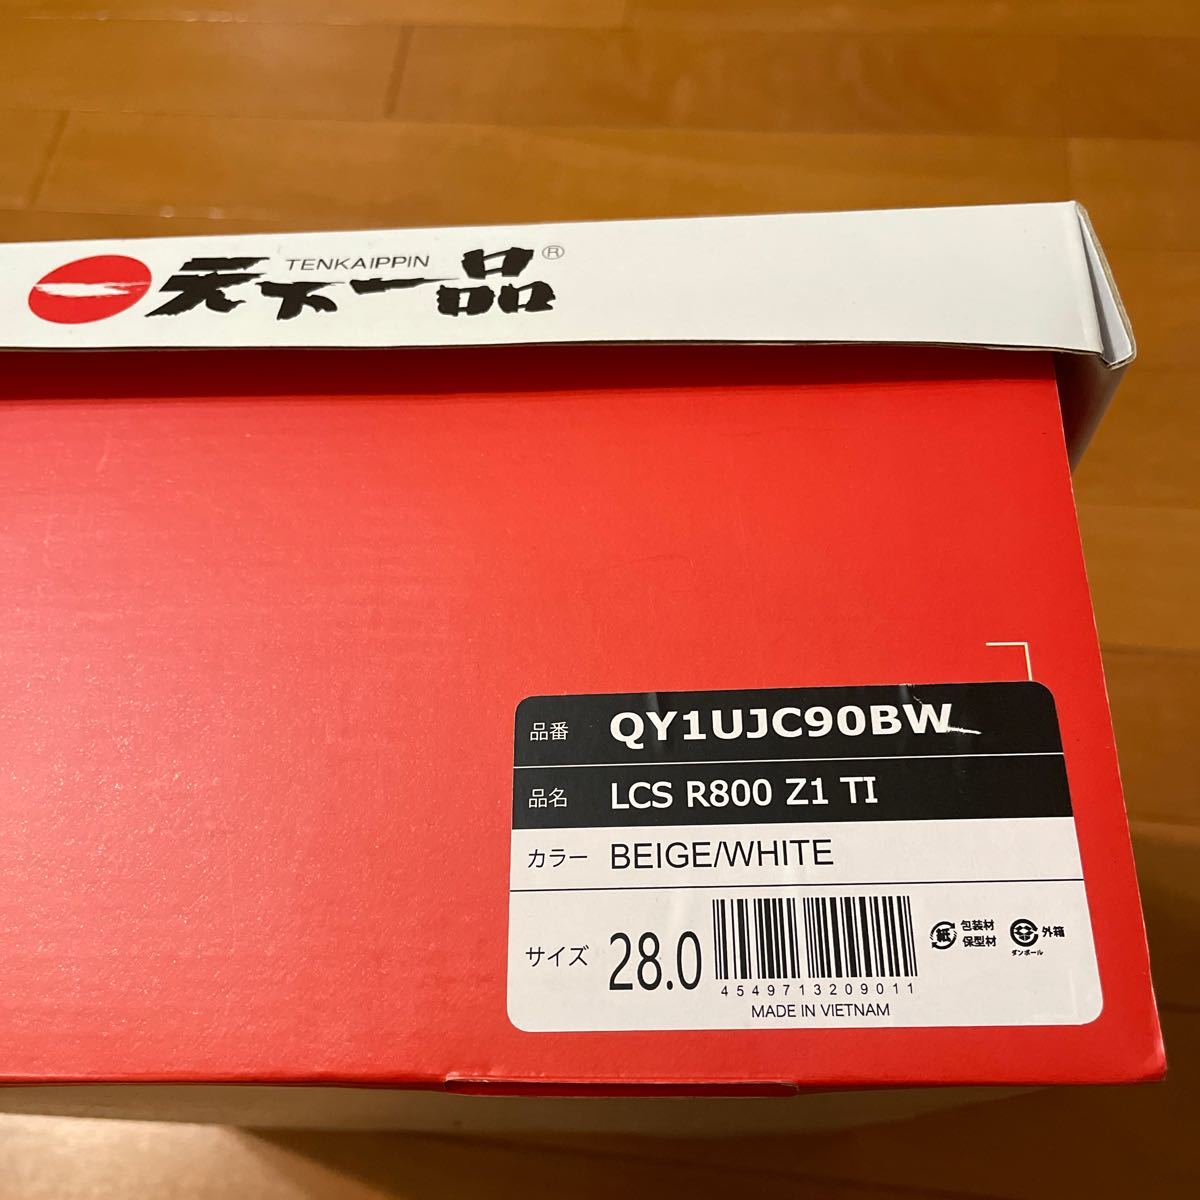 TENKAIPPIN
天下一品®
品番 QY1UJC90BW
品名 LCS R800 Z1 TI
カラー BEIGE/WHITE
サイズ 28.0
4549713209011
MADE IN VIETNAM
紙 包装材
保型材
外箱
ダンボール